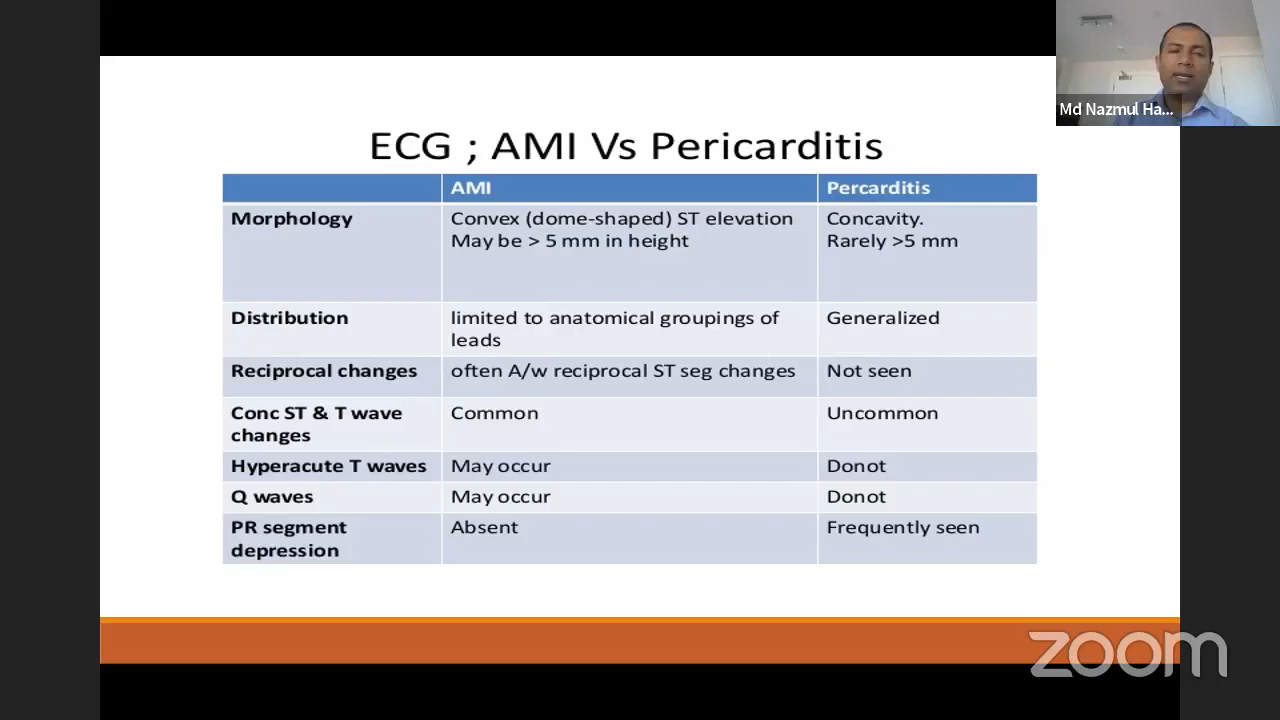 Md Nazmul Ha...
ECG ; AMI Vs Pericarditis
AMI
Percarditis
Morphology
Convex (dome-shaped) ST elevation
May be > 5 mm in height
Concavity.
Rarely >5 mm
Distribution
limited to anatomical groupings of
leads
Generalized
Reciprocal changes
often A/w reciprocal ST seg changes
Not seen
Conc ST & T wave
changes
Common
Uncommon
Hyperacute T waves
May occur
Donot
Q waves
May occur
Donot
PR segment
depression
Absent
Frequently seen
zoom